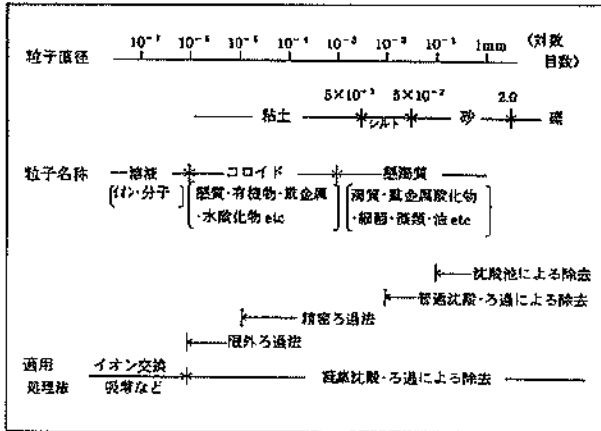 粒子直径 10⁻⁷ 10⁻⁶ 10⁻⁵ 10⁻⁴ 10⁻³ 10⁻² 10⁻¹ 1mm (対数
目数)
5×10⁻³ 5×10⁻² 2.0
粘土 シルト 砂 礫
粒子名称 溶液 コロイド 懸濁質
(イオン・分子) 懸質・有機物・重金属 濁質・重金属酸化物
・水酸化物 etc ・細菌・藻類・油 etc
沈殿池による除去
普通沈殿・ろ過による除去
精密ろ過法
限外ろ過法
適用 イオン交換 凝集沈殿・ろ過による除去
処理法 吸着など